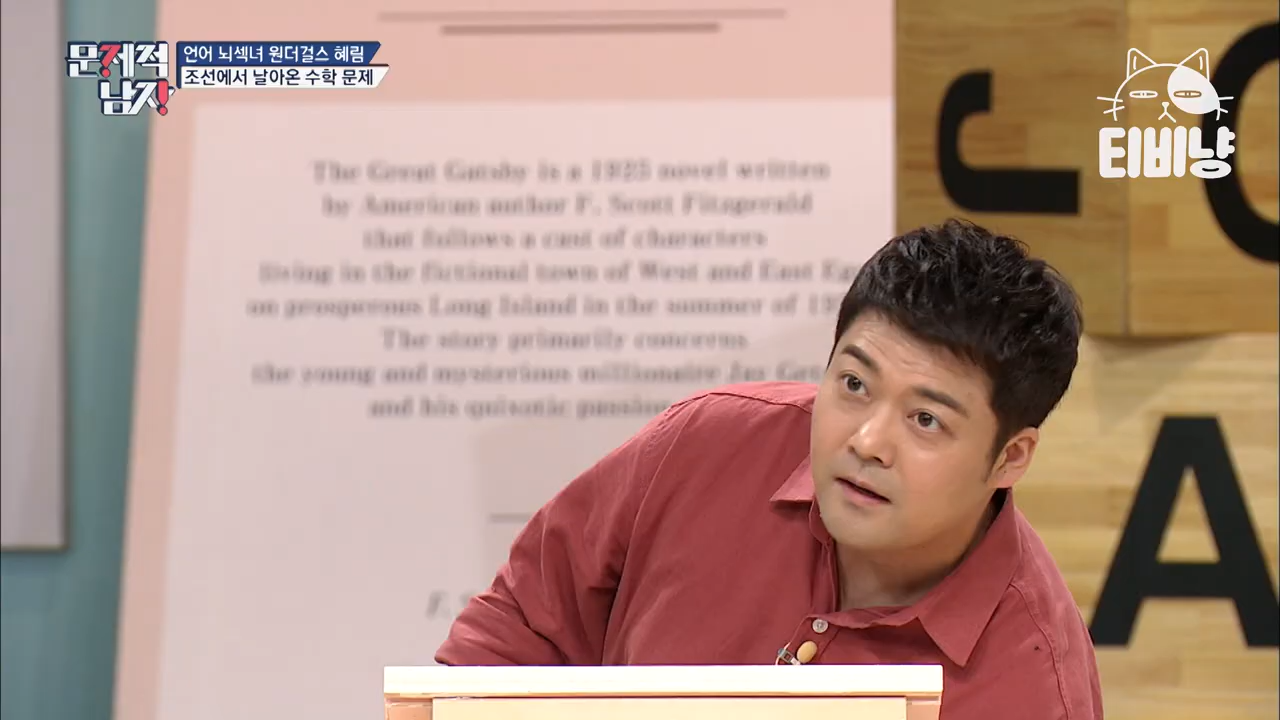 문제적
남자
언어 뇌섹녀 원더걸스 혜림
조선에서 날아온 수학 문제
티비냥
The Great Gatsby is a 1925 novel written
by American author F. Scott Fitzgerald
that follows a cast of characters
living in the fictional town of West and East
on prosperous Long Island in the summer of
The story primarily concerns
the young and mysterious millionaire Jay
and his quixotic passion
F.
J
A